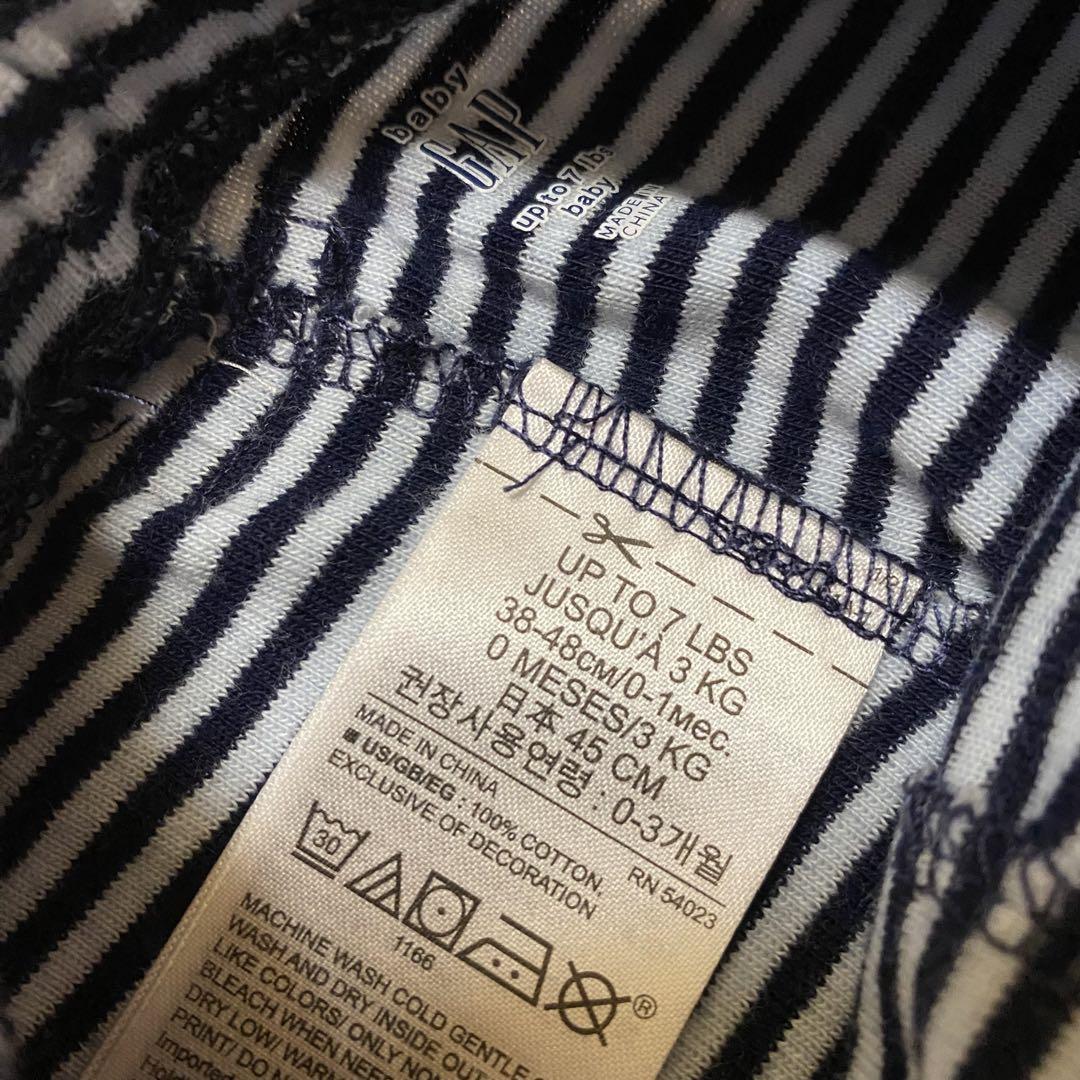 baby
GAP
up to 7 lbs
baby
MADE IN
CHINA
UP TO 7 LBS
JUSQU'À 3 KG
38-48см/0-1мес.
0 MESES/3 KG
日本 45 CM
권장사용연령 : 0-3개월
MADE IN CHINA
RN 54023
US/GB/EG : 100% COTTON.
EXCLUSIVE OF DECORATION
30
1166
®
MACHINE WASH COLD GENTLE
WASH AND DRY INSIDE OUT
LIKE COLORS/ ONLY NON
BLEACH WHEN NEED
DRY LOW/ WARM
PRINT/ DO
Imported